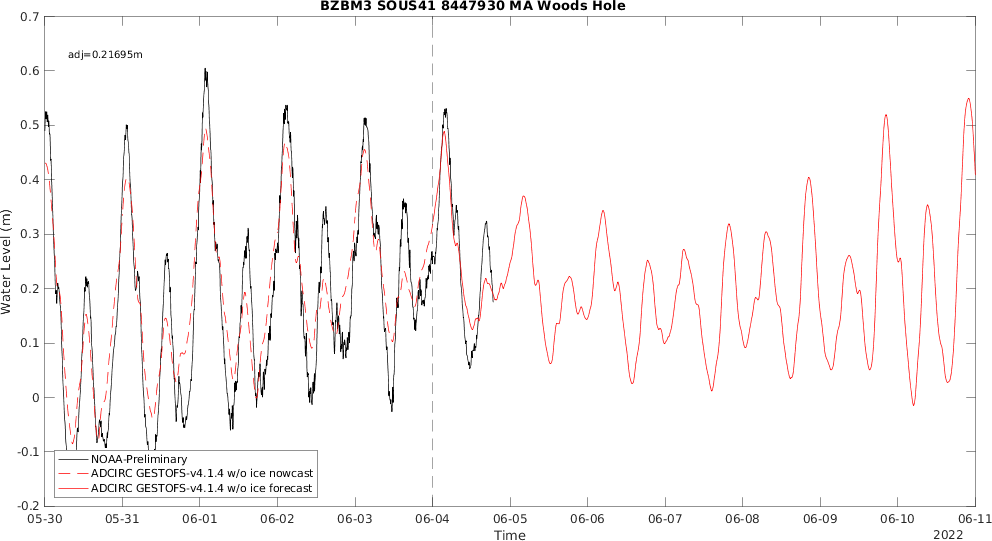 BZBM3 SOUS41 8447930 MA Woods Hole
adj=0.21695m
Water Level (m)
0.7
0.6
0.5
0.4
0.3
0.2
0.1
0
-0.1
-0.2
NOAA-Preliminary
ADCIRC GESTOFS-v4.1.4 w/o ice nowcast
ADCIRC GESTOFS-v4.1.4 w/o ice forecast
05-30 05-31 06-01 06-02 06-03 06-04 06-05 06-06 06-07 06-08 06-09 06-10 06-11
Time
2022